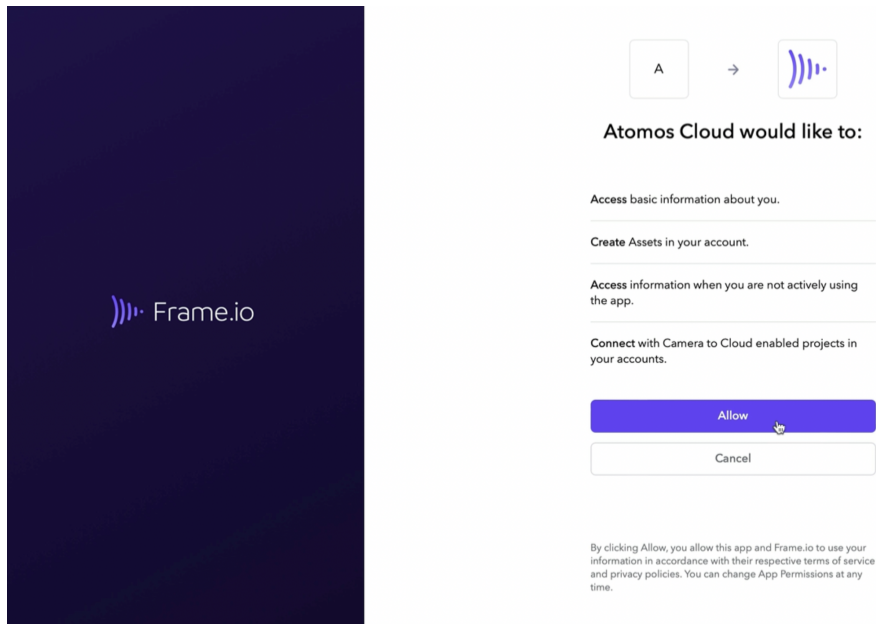 Frame.io
A
Atomos Cloud would like to:
Access basic information about you.
Create Assets in your account.
Access information when you are not actively using
the app.
Connect with Camera to Cloud enabled projects in
your accounts.
Allow
Cancel
By clicking Allow, you allow this app and Frame.io to use your
information in accordance with their respective terms of service
and privacy policies. You can change App Permissions at any
time.